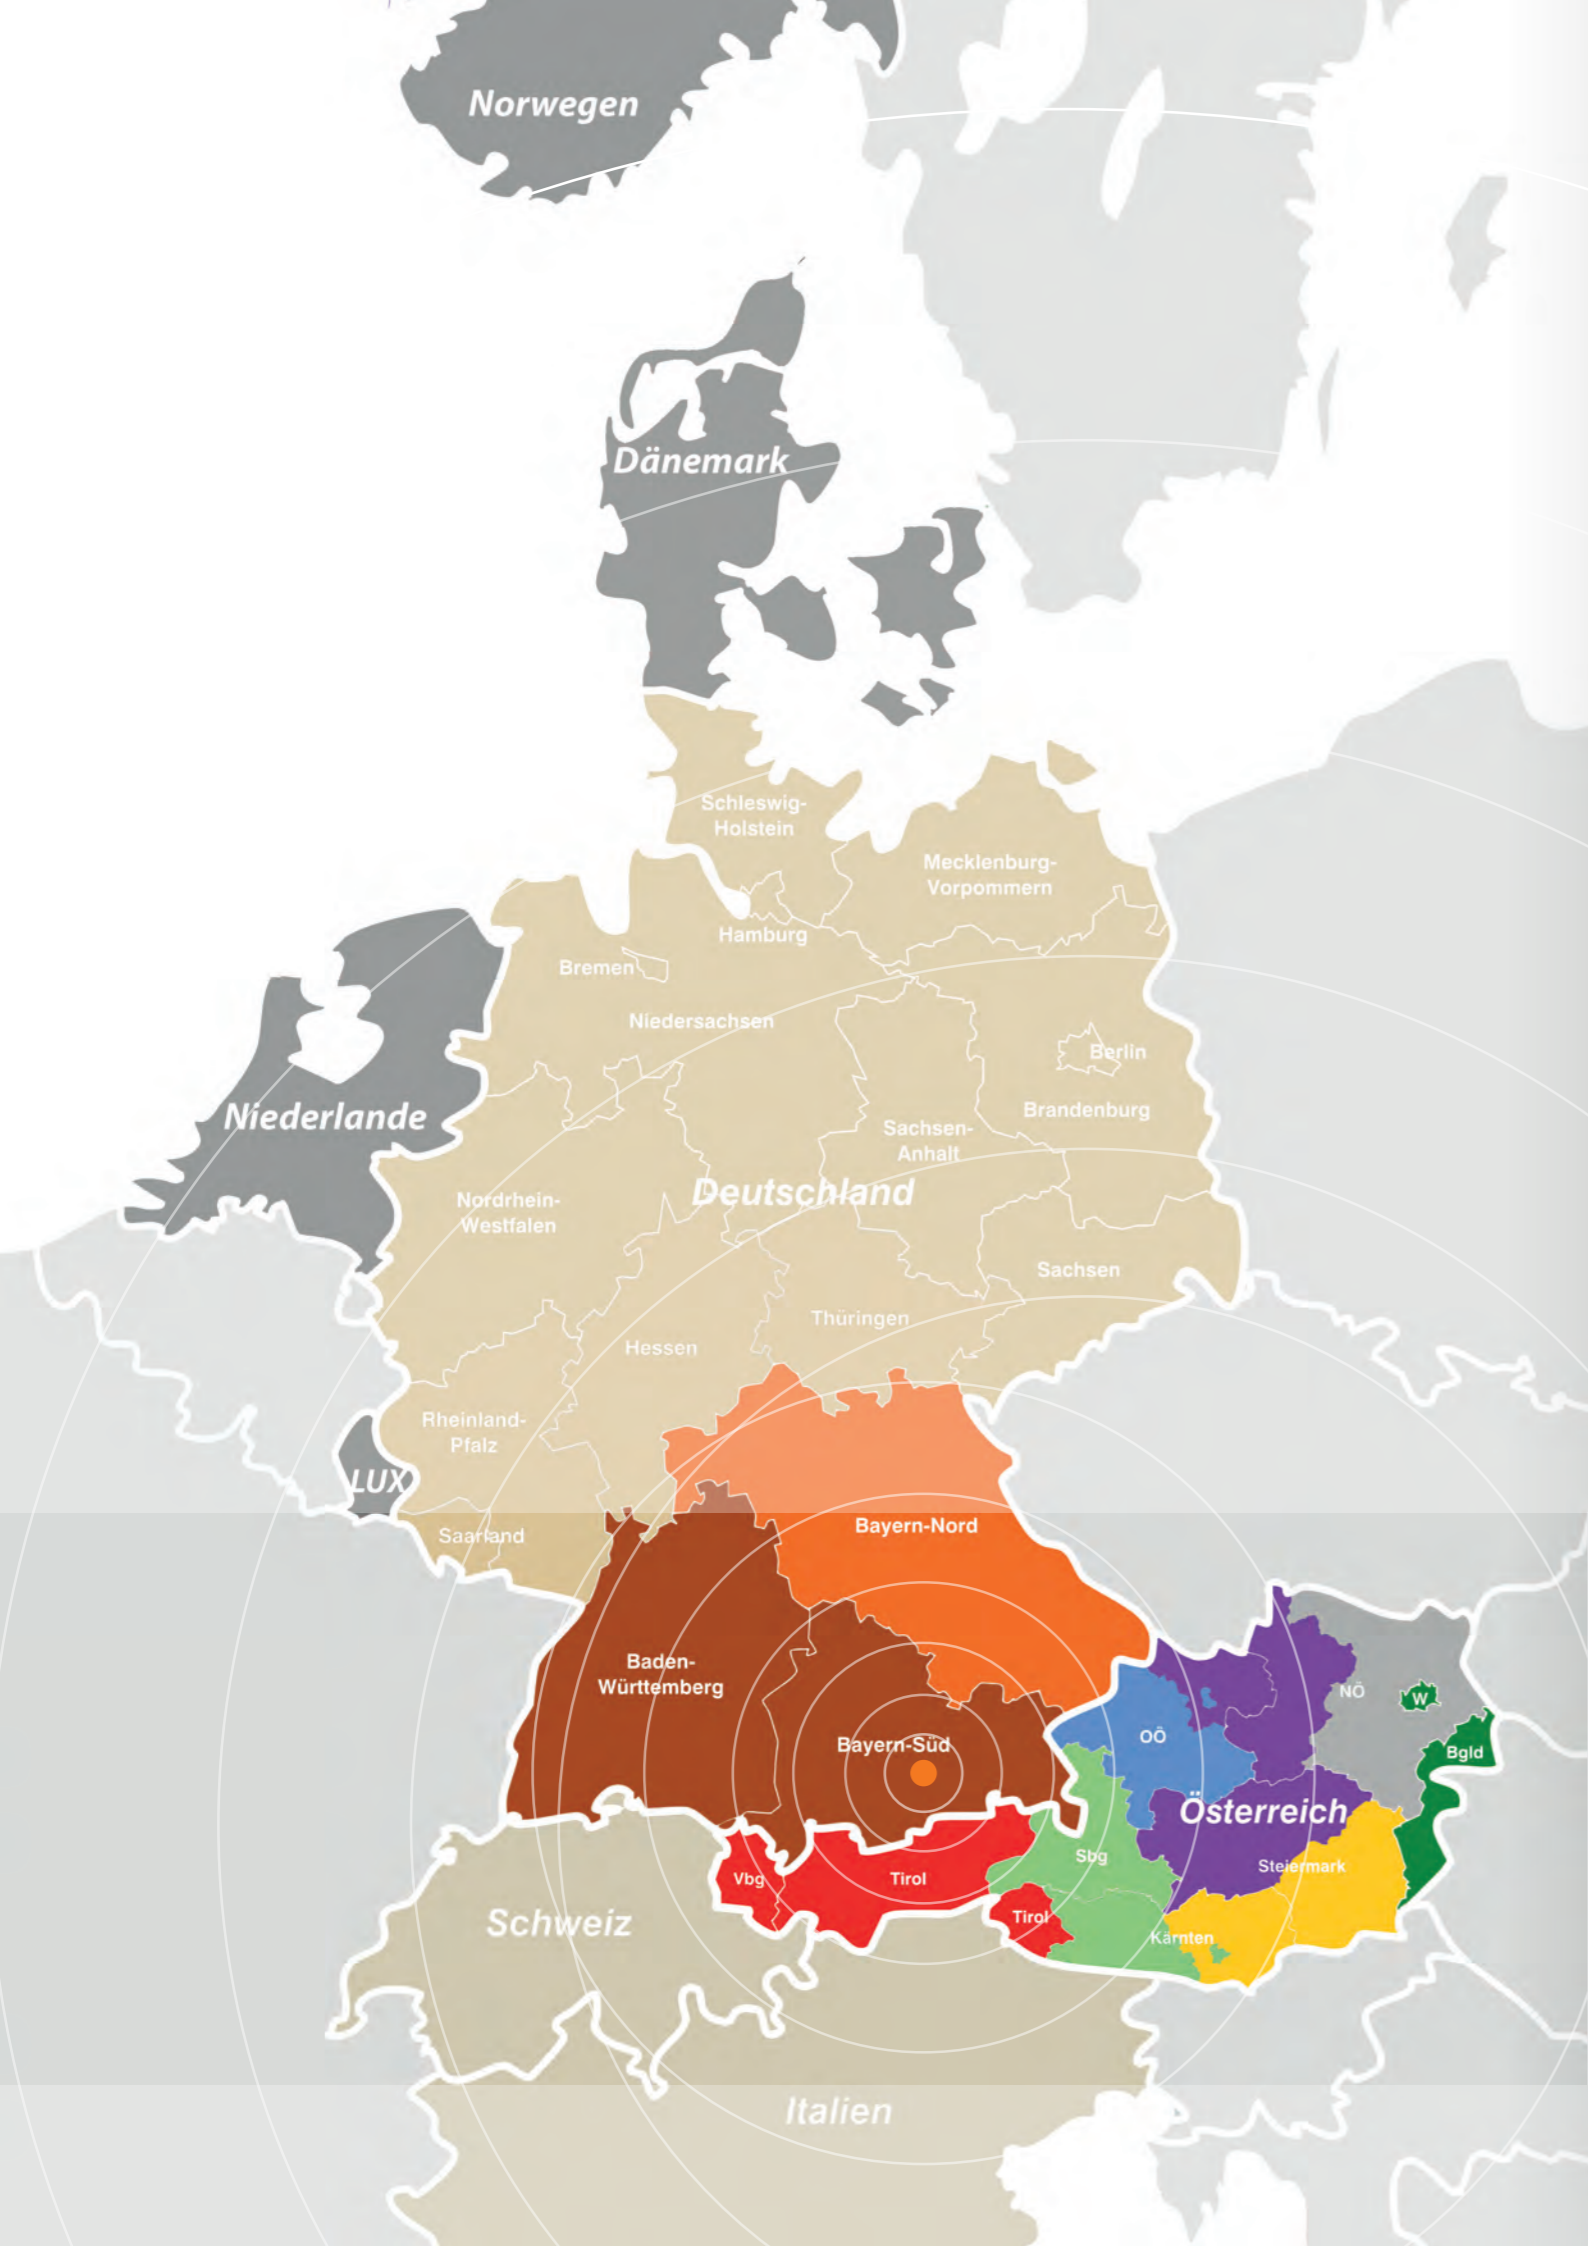 Norwegen
Dänemark
Schleswig-
Holstein
Mecklenburg-
Vorpommern
Hamburg
Bremen
Niedersachsen
Berlin
Brandenburg
Niederlande
Sachsen-
Anhalt
Deutschland
Nordrhein-
Westfalen
Sachsen
Thüringen
Hessen
Rheinland-
Pfalz
LUX
Saarland
Bayern-Nord
Baden-
Württemberg
Bayern-Süd
NÖ
W
OÖ
Bgld
Österreich
Sbg
Steiermark
Vbg
Tirol
Tirol
Kärnten
Schweiz
Italien